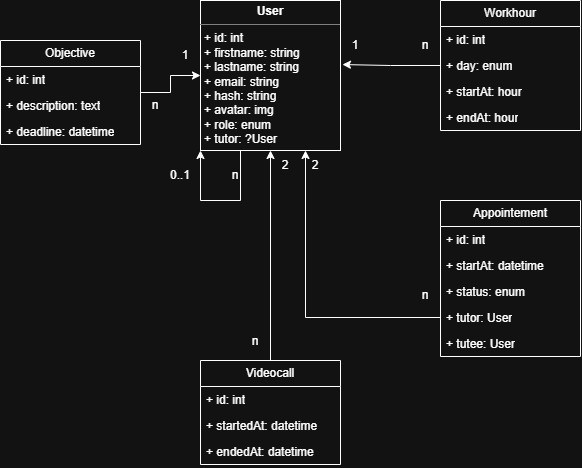 User
+ id: int
+ firstname: string
+ lastname: string
+ email: string
+ hash: string
+ avatar: img
+ role: enum
+ tutor: ?User
Objective
+ id: int
+ description: text
+ deadline: datetime
1
n
Workhour
+ id: int
+ day: enum
+ startAt: hour
+ endAt: hour
1
n
0..1
n
2
2
Appointement
+ id: int
+ startAt: datetime
+ status: enum
+ tutor: User
+ tutee: User
n
n
Videocall
+ id: int
+ startedAt: datetime
+ endedAt: datetime